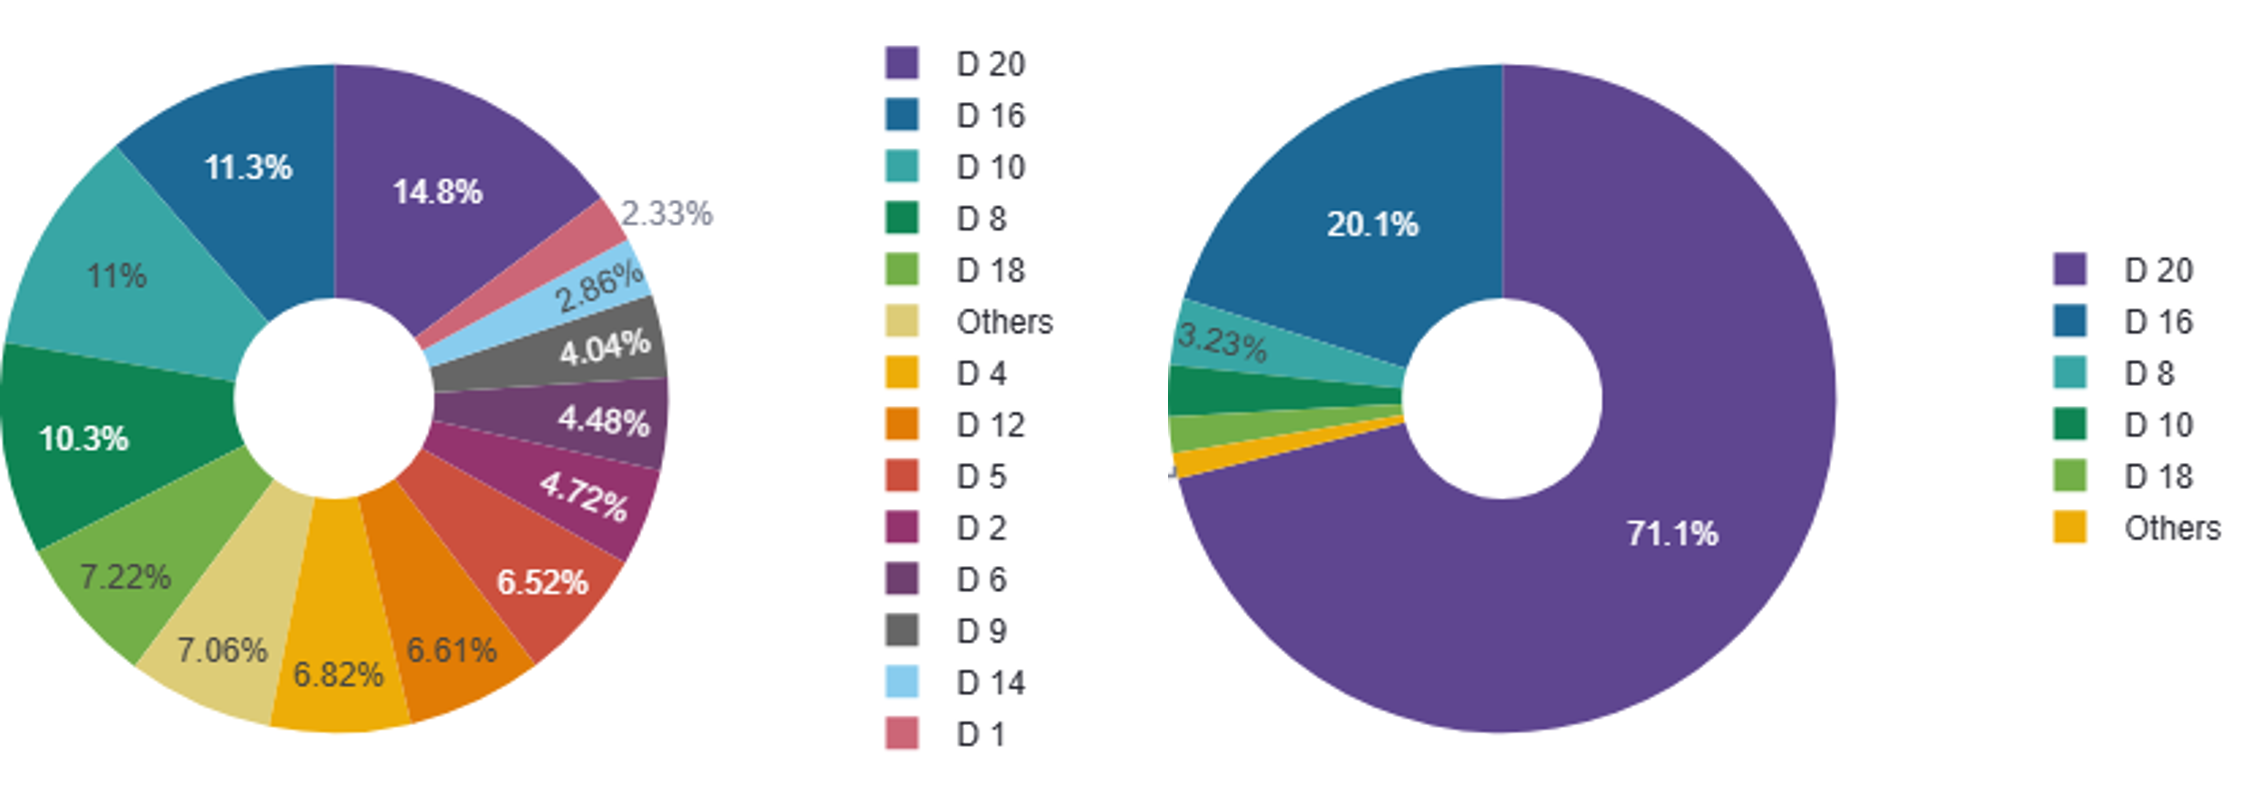 11.3%
14.8%
2.33%
11%
2.86%
4.04%
10.3%
4.48%
4.72%
7.22%
6.52%
7.06%
6.82%
6.61%
D 20
D 16
D 10
D 8
D 18
Others
D 4
D 12
D 5
D 2
D 6
D 9
D 14
D 1
20.1%
3.23%
71.1%
D 20
D 16
D 8
D 10
D 18
Others